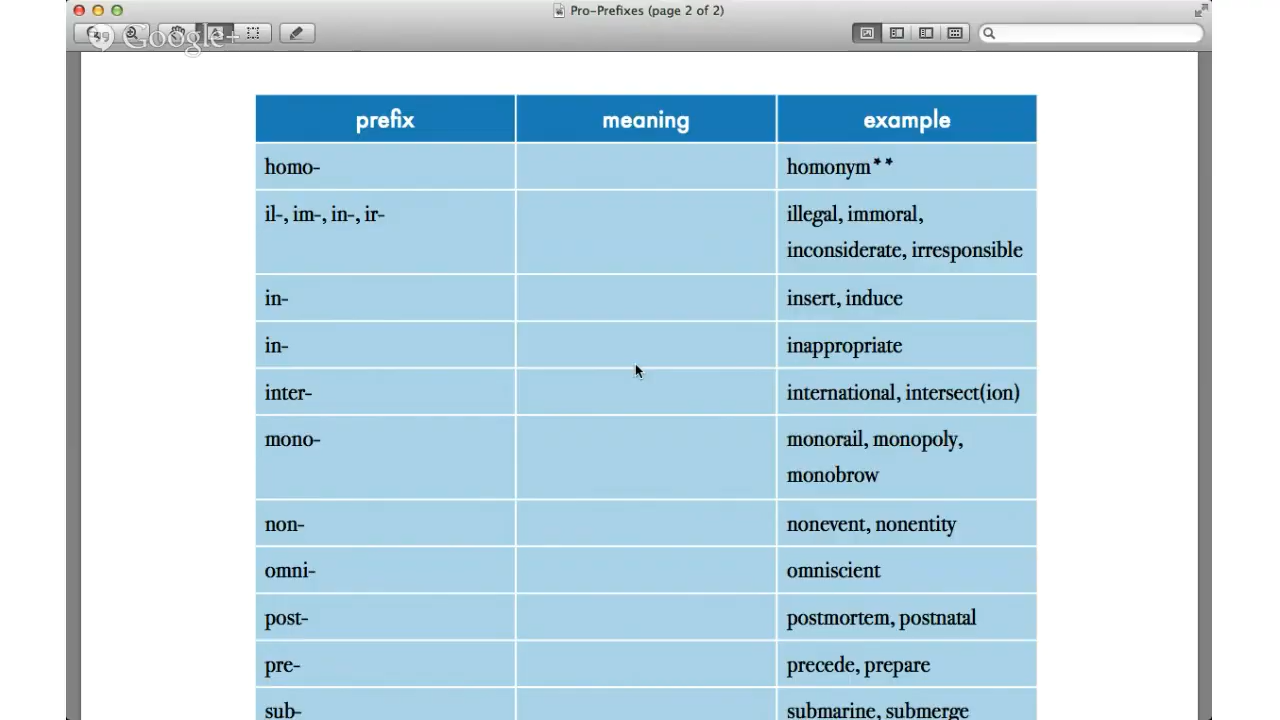 Pro-Prefixes (page 2 of 2)
Google+
prefix meaning example
homo- homonym**
il-, im-, in-, ir- illegal, immoral,
inconsiderate, irresponsible
in- insert, induce
in- inappropriate
inter- international, intersect(ion)
mono- monorail, monopoly,
monobrow
non- nonevent, nonentity
omni- omniscient
post- postmortem, postnatal
pre- precede, prepare
sub- submarine, submerge